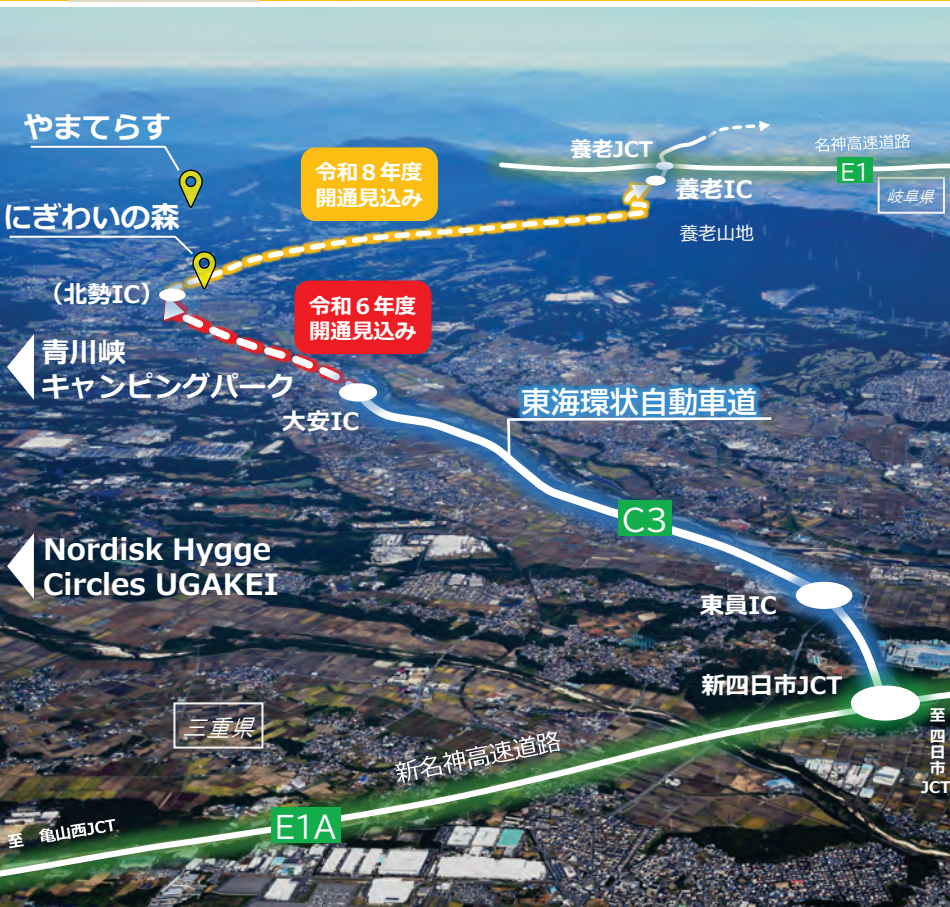 やまてらす
にぎわいの森
令和８年度
開通見込み
養老JCT
名神高速道路
E1
養老IC
岐阜県
養老山地
（北勢IC）
令和６年度
開通見込み
青川峡
キャンピングパーク
大安IC
東海環状自動車道
C3
Nordisk Hygge
Circles UGAKEI
東員IC
新四日市JCT
三重県
新名神高速道路
至 四日市JCT
E1A
至　亀山西JCT